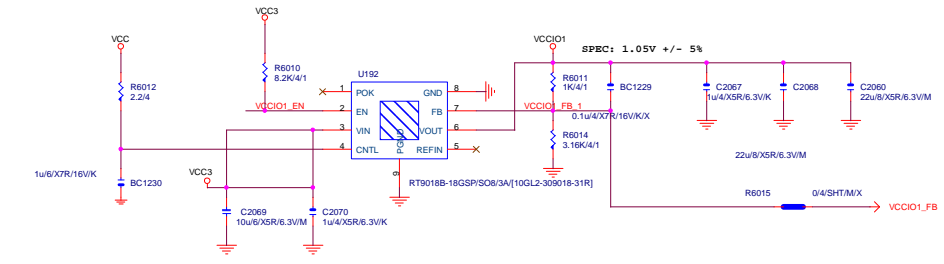 VCC3
VCC
VCCIO1
SPEC: 1.05V +/- 5%
R6012
2.2/4
R6010
8.2K/4/1
U192
1
POK
2
EN
3
VIN
4
CNTL
GND
8
FB
7
VOUT
6
REFIN
5
PGND
9
VCCIO1_EN
VCCIO1_FB_1
R6011
1K/4/1
BC1229
0.1u/4/X7R/16V/K/X
C2067
1u/4/X5R/6.3V/K
C2068
C2060
22u/8/X5R/6.3V/M
R6014
3.16K/4/1
22u/8/X5R/6.3V/M
1u/6/X7R/16V/K
BC1230
VCC3
RT9018B-18GSP/SO8/3A/[10GL2-309018-31R]
C2069
10u/6/X5R/6.3V/M
C2070
1u/4/X5R/6.3V/K
R6015
0/4/SHT/M/X
VCCIO1_FB